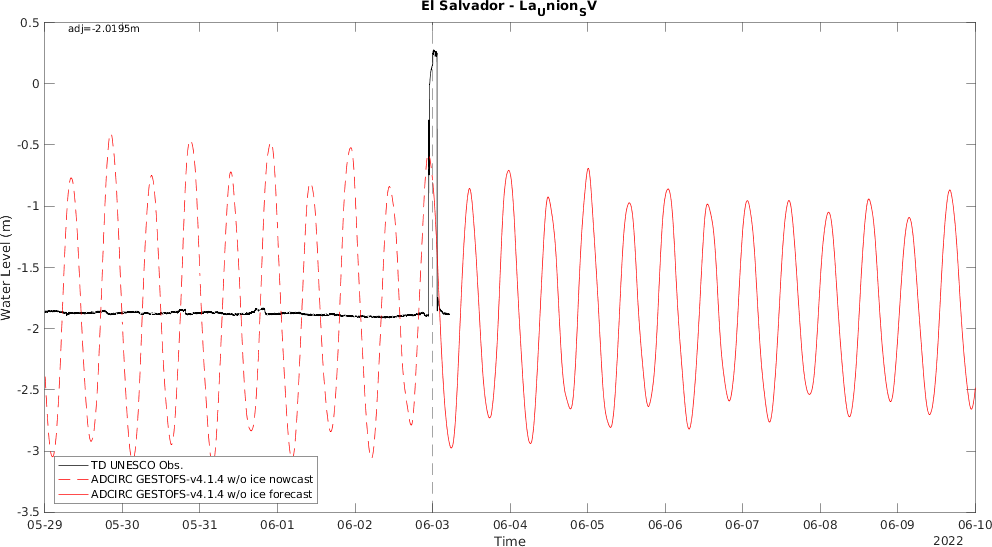 El Salvador - LaUnionSV
adj=-2.0195m
0.5
0
-0.5
-1
-1.5
-2
-2.5
-3
-3.5
Water Level (m)
TD UNESCO Obs.
ADCIRC GESTOFS-v4.1.4 w/o ice nowcast
ADCIRC GESTOFS-v4.1.4 w/o ice forecast
05-29 05-30 05-31 06-01 06-02 06-03 06-04 06-05 06-06 06-07 06-08 06-09 06-10
Time
2022